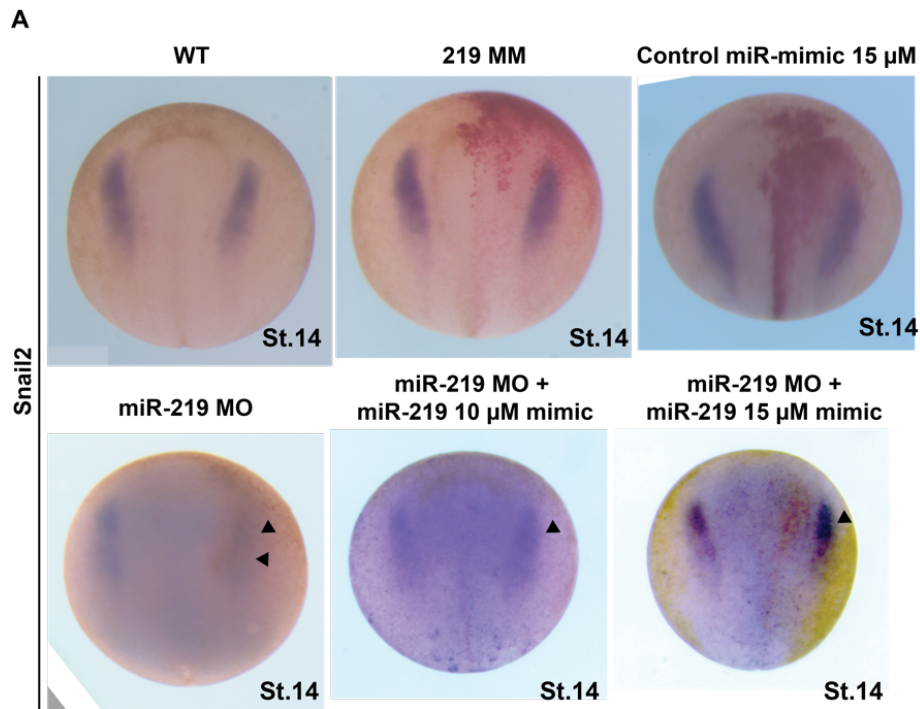 A
WT
219 MM
Control miR-mimic 15 µM
Snail2
St.14
St.14
St.14
miR-219 MO
miR-219 MO +
miR-219 10 µM mimic
miR-219 MO +
miR-219 15 µM mimic
St.14
St.14
St.14